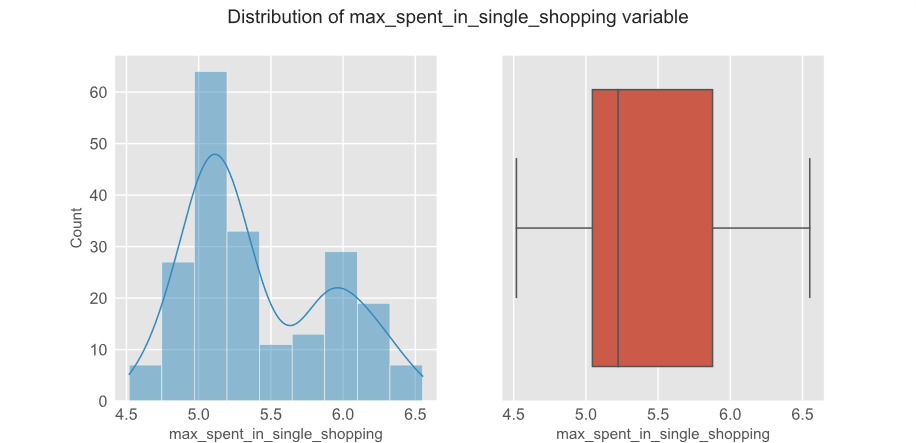 Distribution of max_spent_in_single_shopping variable
Count
60
50
40
30
20
10
0
4.5 5.0 5.5 6.0 6.5
max_spent_in_single_shopping
4.5 5.0 5.5 6.0 6.5
max_spent_in_single_shopping